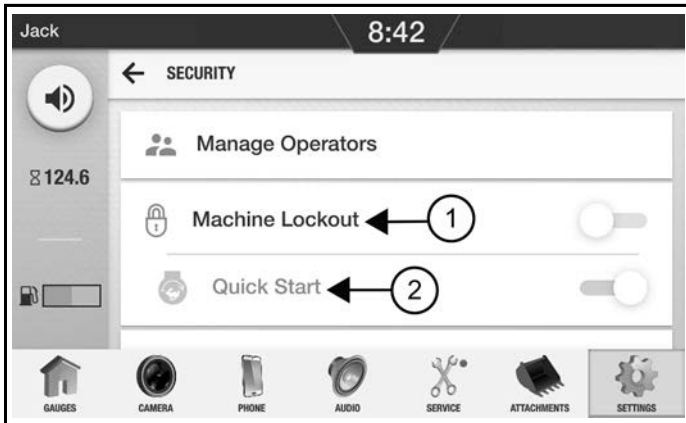 Jack 8:42
← SECURITY
Manage Operators
124.6
Machine Lockout 1
Quick Start 2
GAUGES CAMERA PHONE AUDIO SERVICE ATTACHMENTS SETTINGS